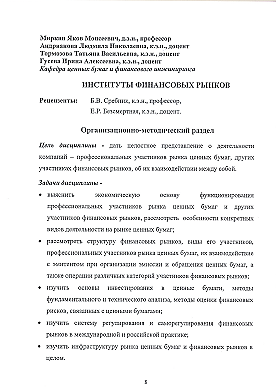 Миркин Яков Моисеевич, д.э.н., профессор
Андрианова Людмила Николаевна, к.э.н., доцент
Тормозова Татьяна Васильевна, к.э.н., доцент
Гусева Ирина Алексеевна, к.э.н., доцент
Кафедра ценных бумаг и финансового инжиниринга
ИНСТИТУТЫ ФИНАНСОВЫХ РЫНКОВ
Рецензенты: Б.В. Сребник, к.э.н., профессор,
Е.Р. Безсмертная, к.э.н., доцент.
Организационно-методический раздел
Цель дисциплины - дать целостное представление о деятельности
компаний – профессиональных участников рынка ценных бумаг, других
участников финансовых рынков, об их взаимодействии между собой.
Задачи дисциплины -
• выяснить экономическую основу функционирования
профессиональных участников рынка ценных бумаг и других
участников финансовых рынков, рассмотреть особенности конкретных
видов деятельности на рынке ценных бумаг;
• рассмотреть структуру финансовых рынков, виды его участников,
профессиональных участников рынка ценных бумаг, их взаимодействие
с эмитентом при организации эмиссии и обращения ценных бумаг, а
также операции различных категорий участников финансовых рынков;
• изучить основы инвестирования в ценные бумаги, методы
фундаментального и технического анализа, методы оценки финансовых
рисков, связанных с ценными бумагами;
• изучить систему регулирования и саморегулирования финансовых
рынков в международной и российской практике;
• изучить инфраструктуру рынка ценных бумаг и финансовых рынков в
целом.